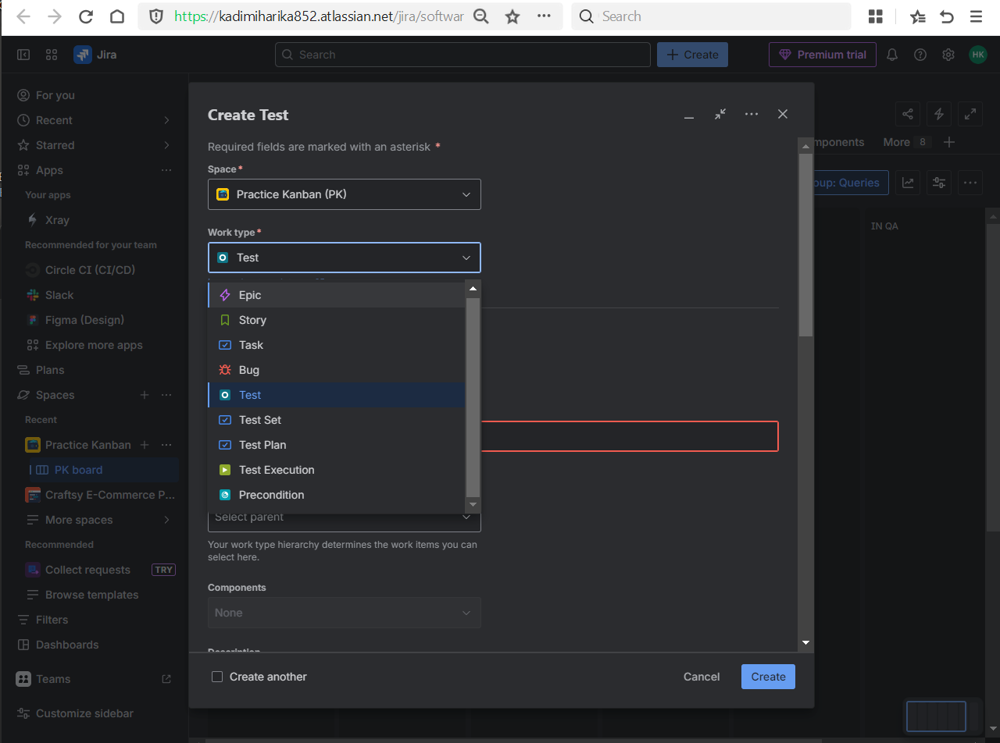 https://kadimiharika852.atlassian.net/jira/softwar
Search
Jira
Search
Create
Premium trial
HK
For you
Recent
Starred
Apps
Your apps
Xray
Recommended for your team
Circle CI (CI/CD)
Slack
Figma (Design)
Explore more apps
Plans
Spaces
Recent
Practice Kanban
PK board
Craftsy E-Commerce P...
More spaces
Recommended
Collect requests TRY
Browse templates
Filters
Dashboards
Teams
Customize sidebar
Create Test
Required fields are marked with an asterisk *
Space *
Practice Kanban (PK)
Work type *
Test
Epic
Story
Task
Bug
Test
Test Set
Test Plan
Test Execution
Precondition
Select parent
Your work type hierarchy determines the work items you can
select here.
Components
None
Description
Create another
Cancel
Create
mponents
More 8
oup: Queries
IN QA